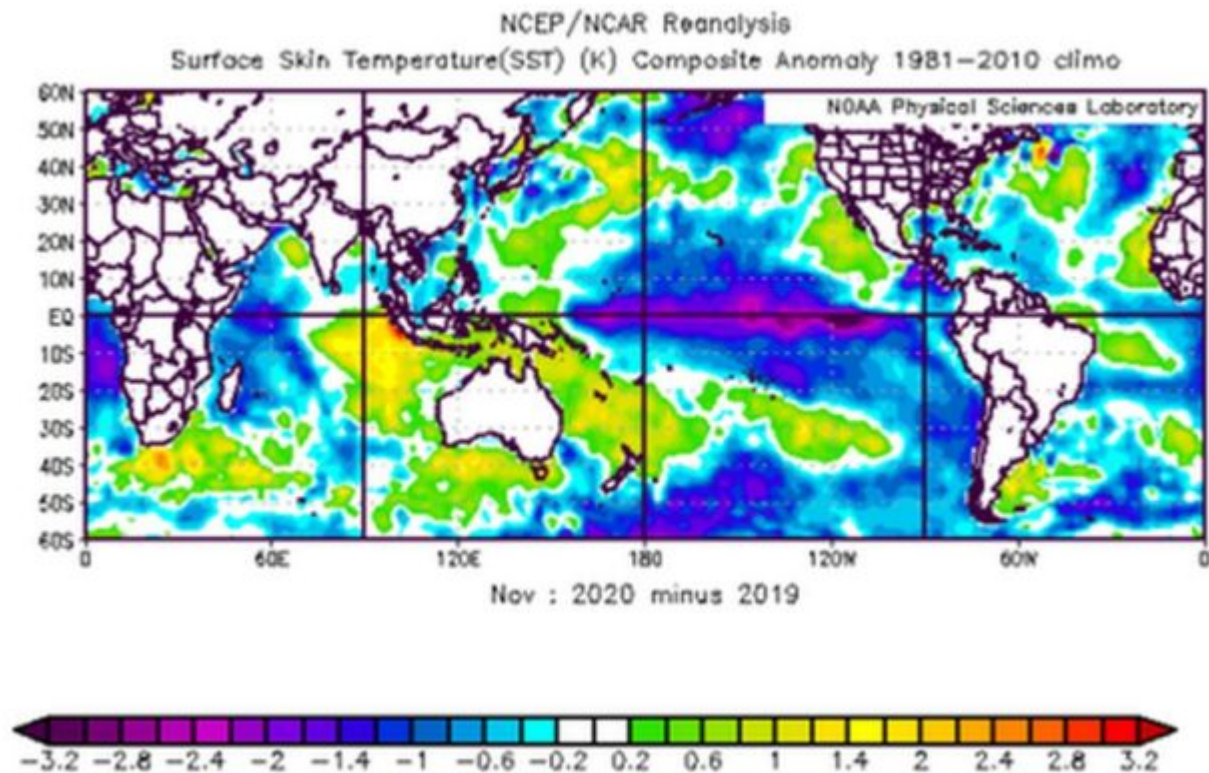 NCEP/NCAR Reanalysis
Surface Skin Temperature(SST) (K) Composite Anomaly 1981-2010 climo
NOAA Physical Sciences Laboratory
60N
50N
40N
30N
20N
10N
EQ
10S
20S
30S
40S
50S
60S
0 60E 120E 180 120W 60W 0
Nov : 2020 minus 2019
-3.2 -2.8 -2.4 -2 -1.4 -1 -0.6 -0.2 0.2 0.6 1 1.4 2 2.4 2.8 3.2